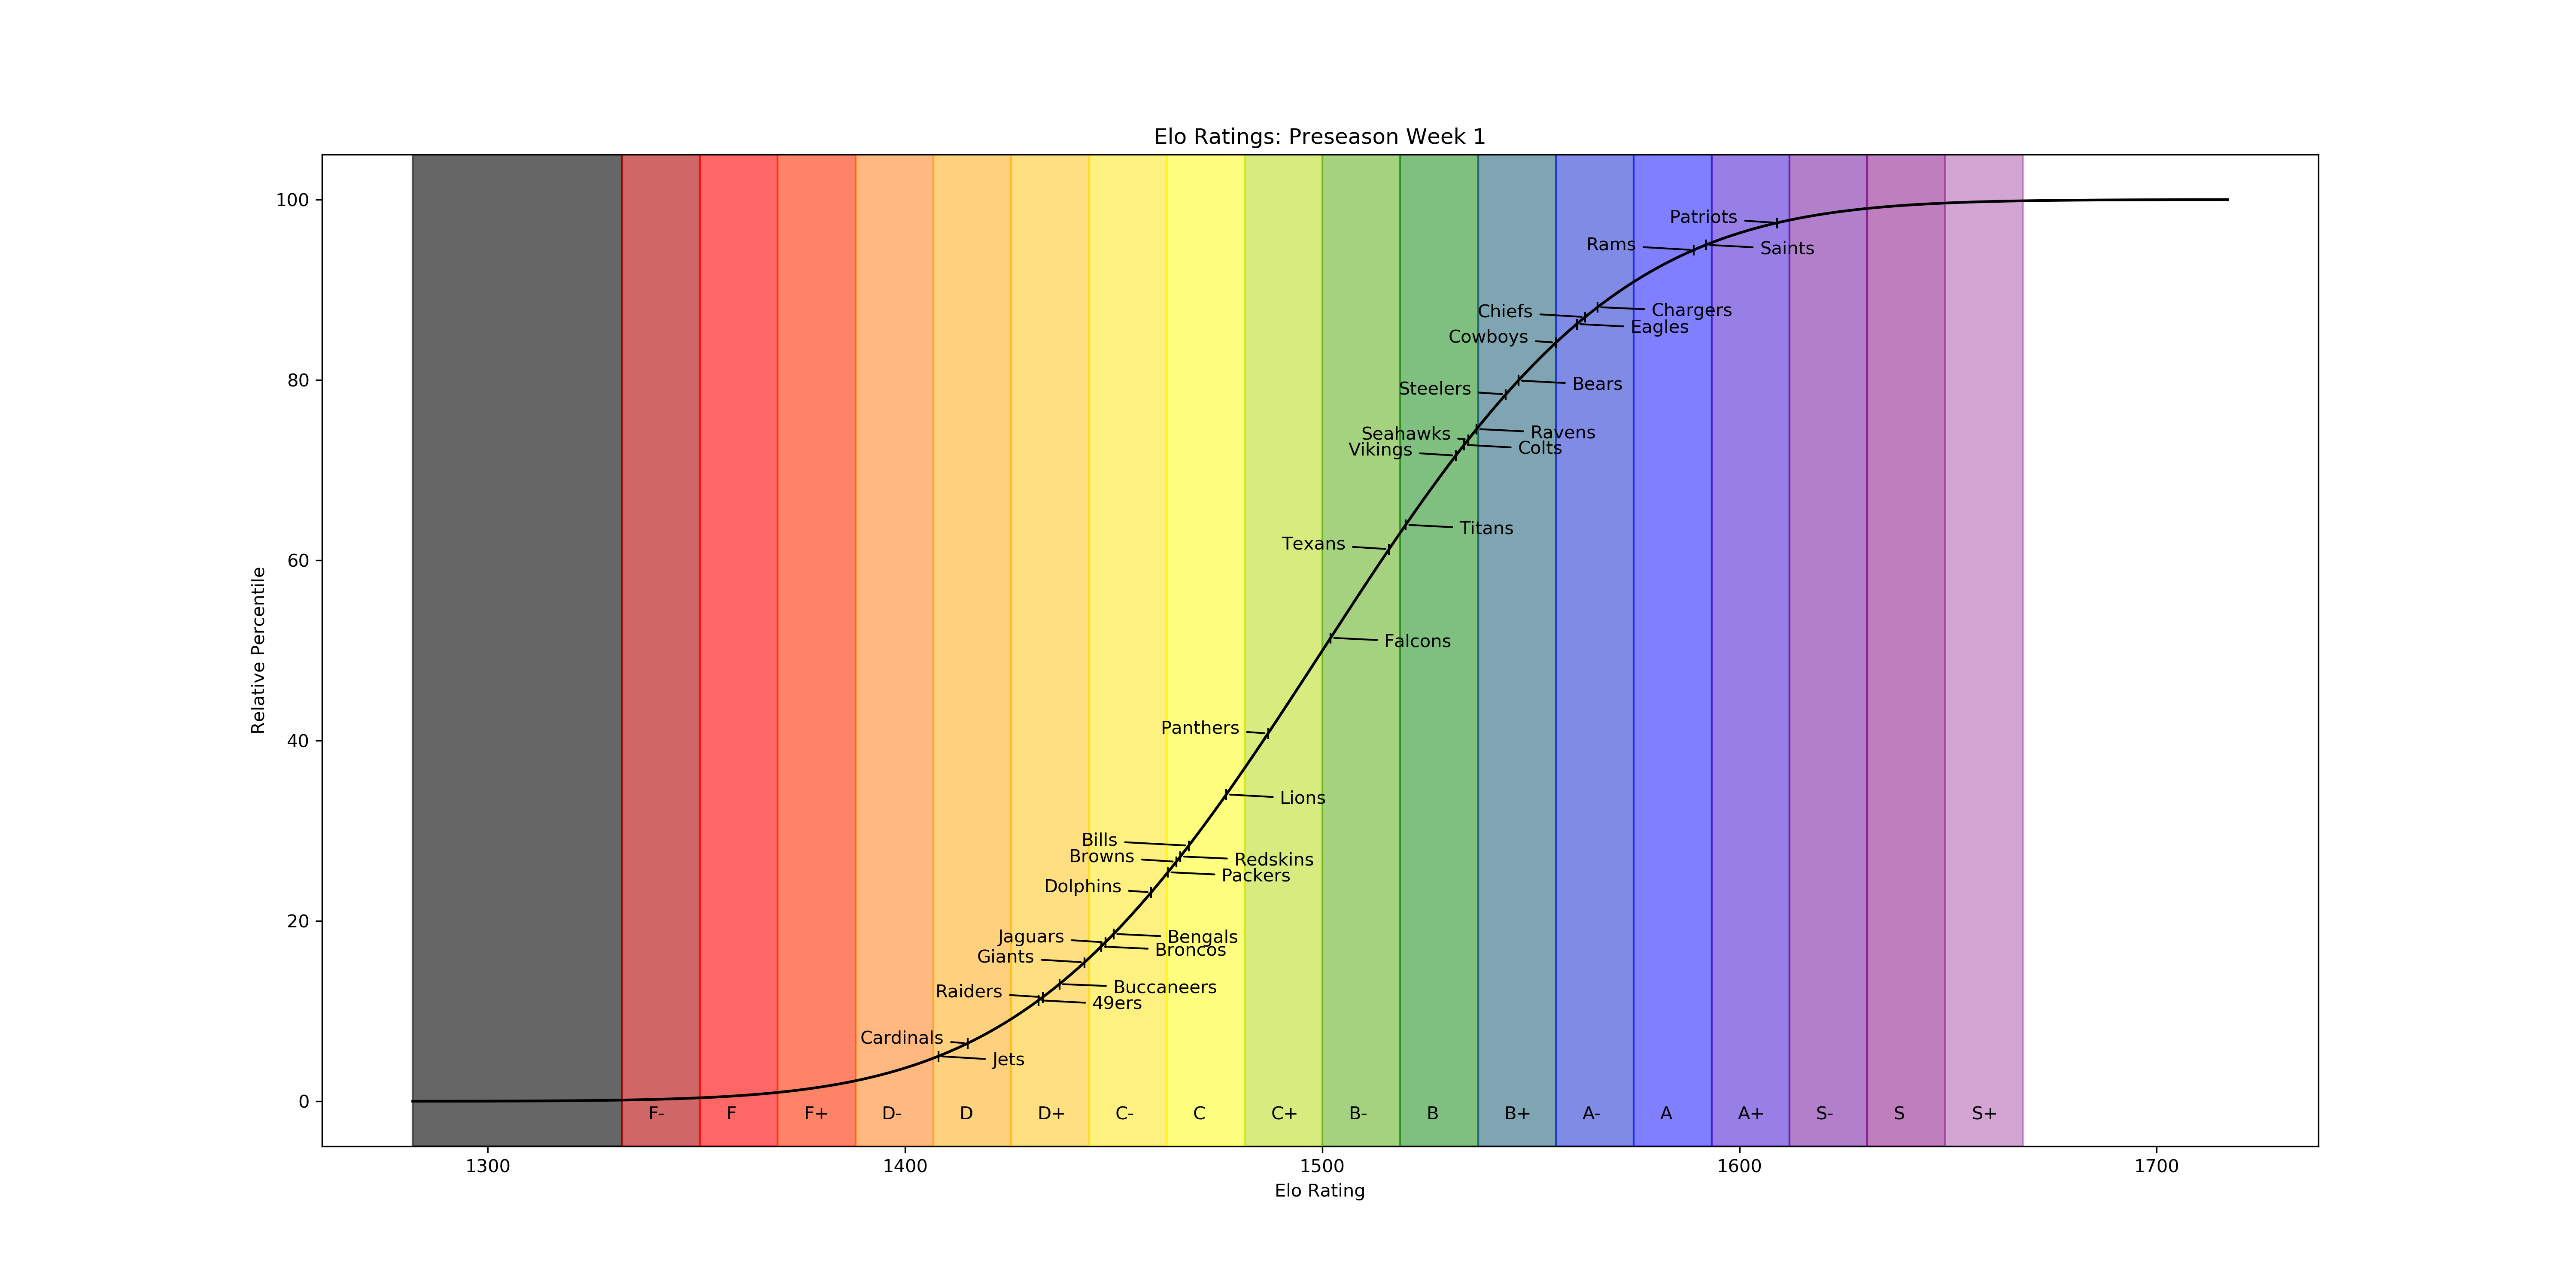 Elo Ratings: Preseason Week 1
100
80
60
40
20
0
Relative Percentile
Patriots
Rams
Saints
Chiefs
Chargers
Eagles
Cowboys
Steelers
Bears
Seahawks
Ravens
Vikings
Colts
Texans
Titans
Falcons
Panthers
Lions
Bills
Browns
Redskins
Packers
Dolphins
Jaguars
Bengals
Broncos
Giants
Raiders
Buccaneers
49ers
Cardinals
Jets
F- F F+ D- D D+ C- C C+ B- B B+ A- A A+ S- S S+
1300 1400 1500 1600 1700
Elo Rating